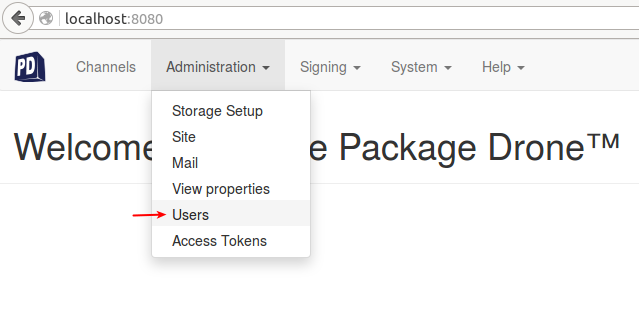 localhost:8080
PD Channels Administration Signing System Help
Storage Setup
Site
Welcome e Package Drone™
Mail
View properties
Users
Access Tokens